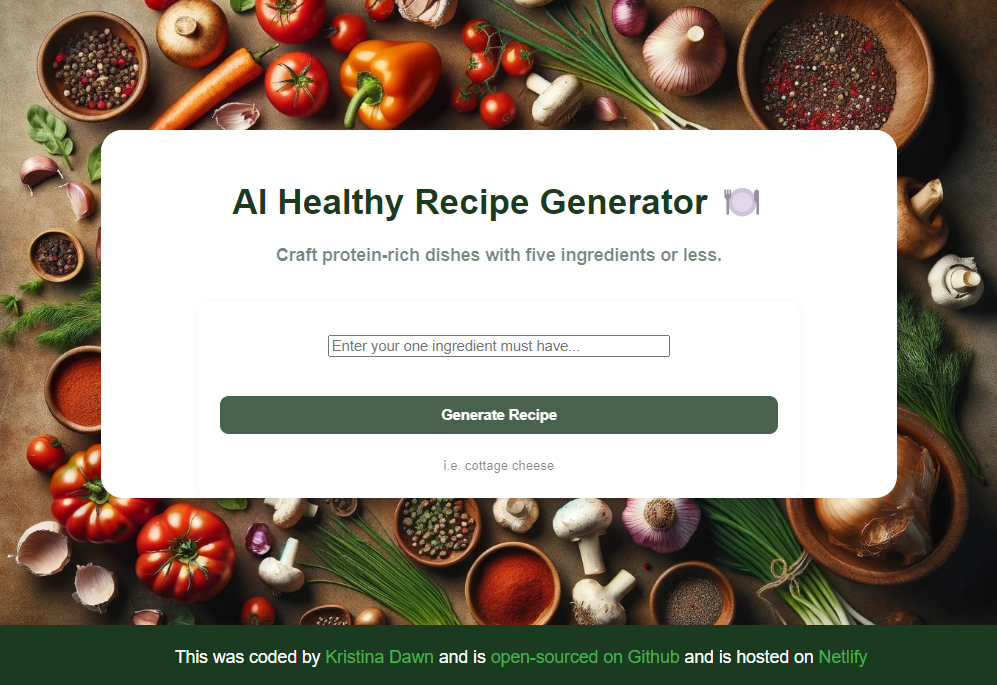 AI Healthy Recipe Generator 🍽️
Craft protein-rich dishes with five ingredients or less.
Enter your one ingredient must have...
Generate Recipe
i.e. cottage cheese
This was coded by Kristina Dawn and is open-sourced on Github and is hosted on Netlify